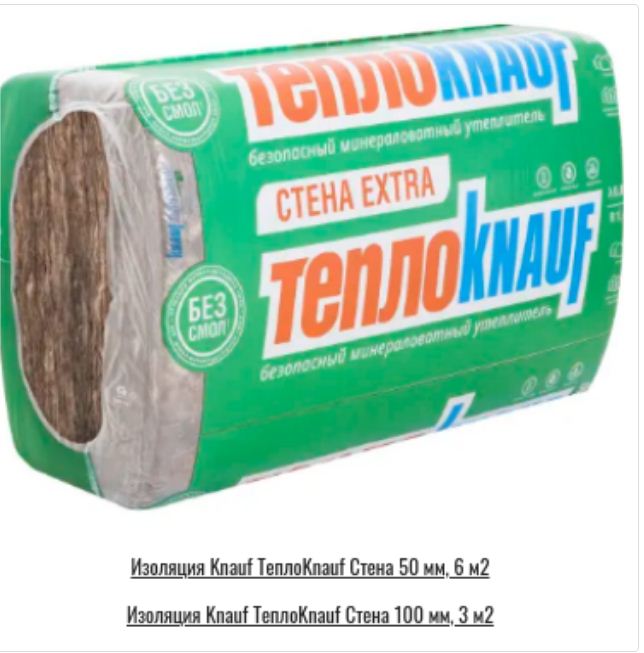 БЕЗ
СМОЛ
ТЕПЛОKNAUF
безопасный минераловатный утеплитель
СТЕНА EXTRA
ТЕПЛОKNAUF
БЕЗ
СМОЛ
безопасный минераловатный утеплитель
Изоляция Knauf ТеплоKnauf Стена 50 мм, 6 м2
Изоляция Knauf ТеплоKnauf Стена 100 мм, 3 м2